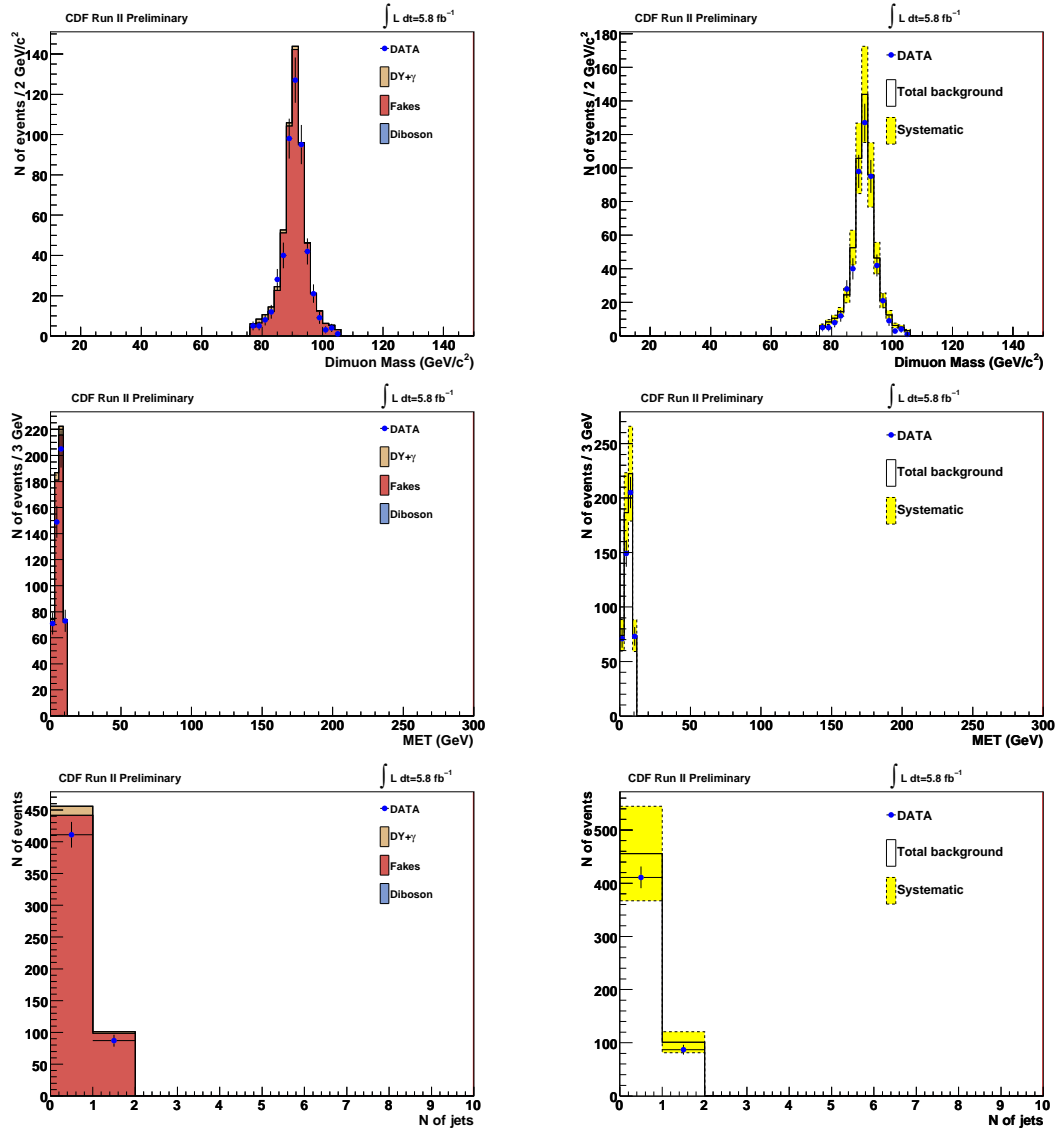 CDF Run II Preliminary
∫ L dt=5.8 fb⁻¹
N of events / 2 GeV/c²
140
120
100
80
60
40
20
0
DATA
DY+γ
Fakes
Diboson
20 40 60 80 100 120 140
Dimuon Mass (GeV/c²)
CDF Run II Preliminary
∫ L dt=5.8 fb⁻¹
N of events / 2 GeV/c²
180
160
140
120
100
80
60
40
20
0
DATA
Total background
Systematic
20 40 60 80 100 120 140
Dimuon Mass (GeV/c²)
CDF Run II Preliminary
∫ L dt=5.8 fb⁻¹
N of events / 3 GeV
220
200
180
160
140
120
100
80
60
40
20
0
DATA
DY+γ
Fakes
Diboson
0 50 100 150 200 250 300
MET (GeV)
CDF Run II Preliminary
∫ L dt=5.8 fb⁻¹
N of events / 3 GeV
250
200
150
100
50
0
DATA
Total background
Systematic
0 50 100 150 200 250 300
MET (GeV)
CDF Run II Preliminary
∫ L dt=5.8 fb⁻¹
N of events
450
400
350
300
250
200
150
100
50
0
DATA
DY+γ
Fakes
Diboson
0 1 2 3 4 5 6 7 8 9 10
N of jets
CDF Run II Preliminary
∫ L dt=5.8 fb⁻¹
N of events
500
400
300
200
100
0
DATA
Total background
Systematic
0 1 2 3 4 5 6 7 8 9 10
N of jets